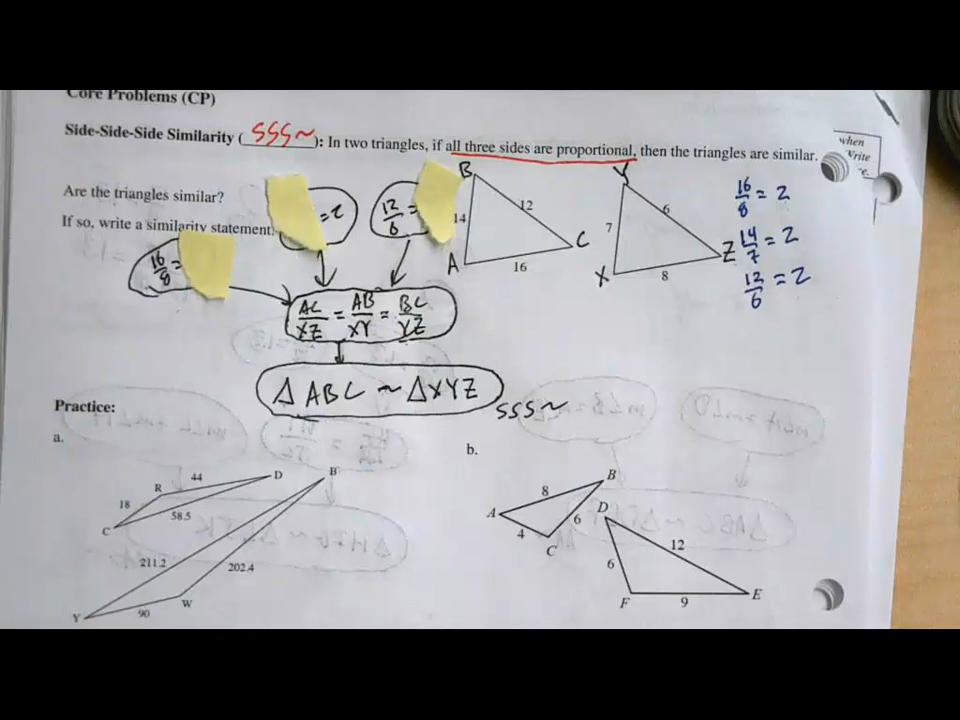 Core Problems (CP)
Side-Side-Side Similarity (SSS~): In two triangles, if all three sides are proportional, then the triangles are similar.
when
Write
Are the triangles similar?
If so, write a similarity statement.
= 2
12/6 =
16/8 =
B
14
12
C
A
16
Y
6
7
Z
X
8
16/8 = 2
14/7 = 2
12/6 = 2
AC/XZ = AB/XY = BC/YZ
△ABC ~ △XYZ
SSS~
Practice:
a.
R
44
D
18
C
58.5
B
211.2
202.4
Y
90
W
b.
8
B
A
6
D
4
C
12
6
F
9
E